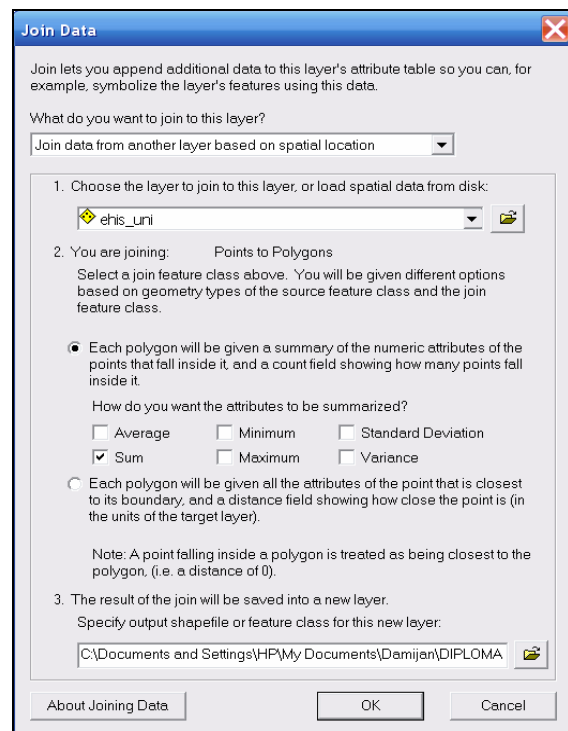 Join Data
Join lets you append additional data to this layer's attribute table so you can, for
example, symbolize the layer's features using this data.
What do you want to join to this layer?
Join data from another layer based on spatial location
1. Choose the layer to join to this layer, or load spatial data from disk:
ehis_uni
2. You are joining: Points to Polygons
Select a join feature class above. You will be given different options
based on geometry types of the source feature class and the join
feature class.
Each polygon will be given a summary of the numeric attributes of the
points that fall inside it, and a count field showing how many points fall
inside it.
How do you want the attributes to be summarized?
Average Minimum Standard Deviation
Sum Maximum Variance
Each polygon will be given all the attributes of the point that is closest
to its boundary, and a distance field showing how close the point is (in
the units of the target layer).
Note: A point falling inside a polygon is treated as being closest to the
polygon, (i.e. a distance of 0).
3. The result of the join will be saved into a new layer.
Specify output shapefile or feature class for this new layer:
C:\Documents and Settings\HP\My Documents\Damijan\DIPLOMA
About Joining Data OK Cancel